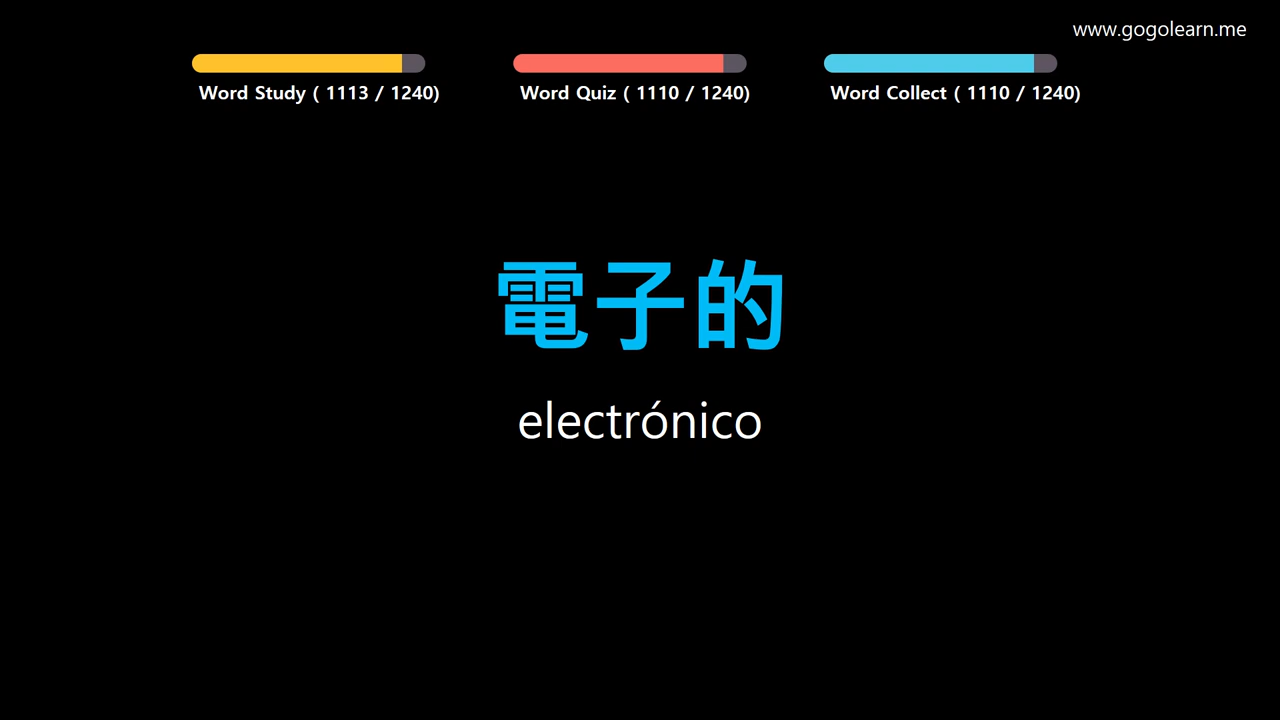 www.gogolearn.me
Word Study ( 1113 / 1240)
Word Quiz ( 1110 / 1240)
Word Collect ( 1110 / 1240)
電子的
electrónico